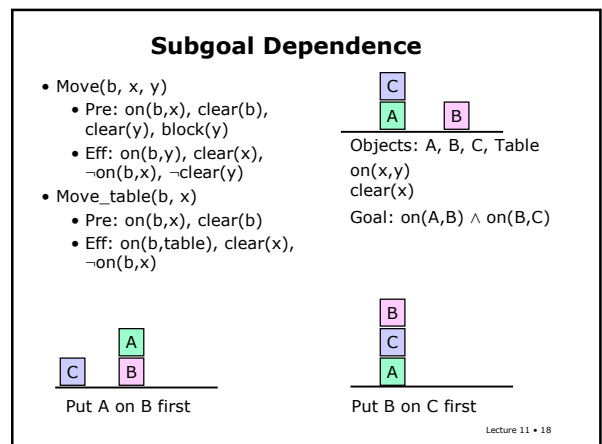 Subgoal Dependence
• Move(b, x, y)
• Pre: on(b,x), clear(b),
clear(y), block(y)
• Eff: on(b,y), clear(x),
¬on(b,x), ¬clear(y)
• Move_table(b, x)
• Pre: on(b,x), clear(b)
• Eff: on(b,table), clear(x),
¬on(b,x)
C
A B
Objects: A, B, C, Table
on(x,y)
clear(x)
Goal: on(A,B) ∧ on(B,C)
A
C B
Put A on B first
B
C
A
Put B on C first
Lecture 11 • 18